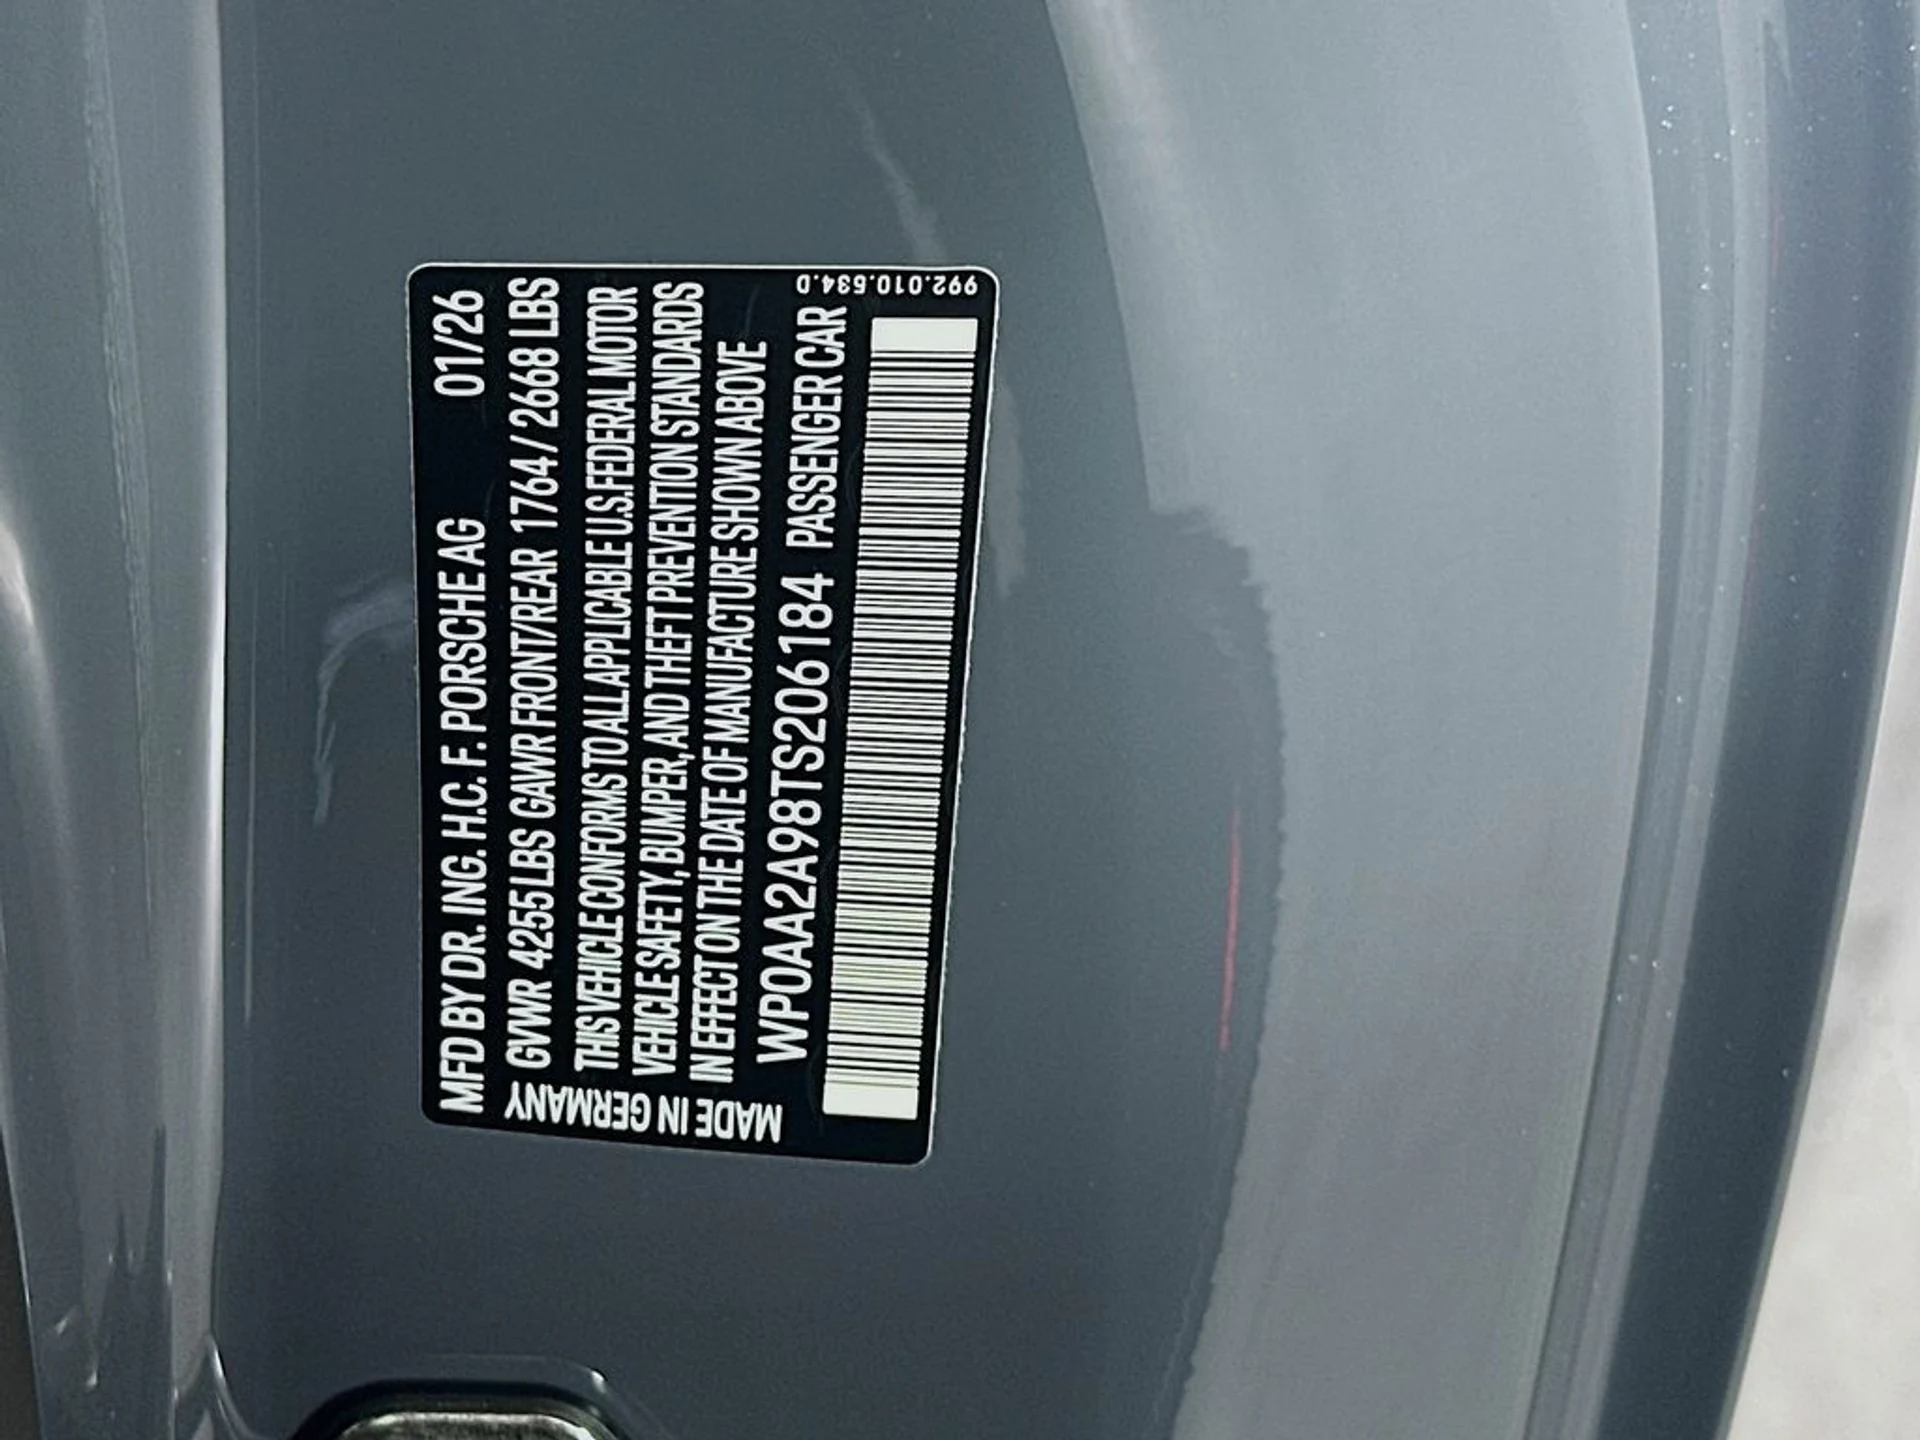 MFD BY DR. ING. H.C. F. PORSCHE AG 01/26
GVWR 4255 LBS GAWR FRONT/REAR 1764 / 2668 LBS
THIS VEHICLE CONFORMS TO ALL APPLICABLE U.S. FEDERAL MOTOR
VEHICLE SAFETY, BUMPER, AND THEFT PREVENTION STANDARDS
IN EFFECT ON THE DATE OF MANUFACTURE SHOWN ABOVE
WP0AA2A98TS206184 PASSENGER CAR
MADE IN GERMANY
992.010.534.D